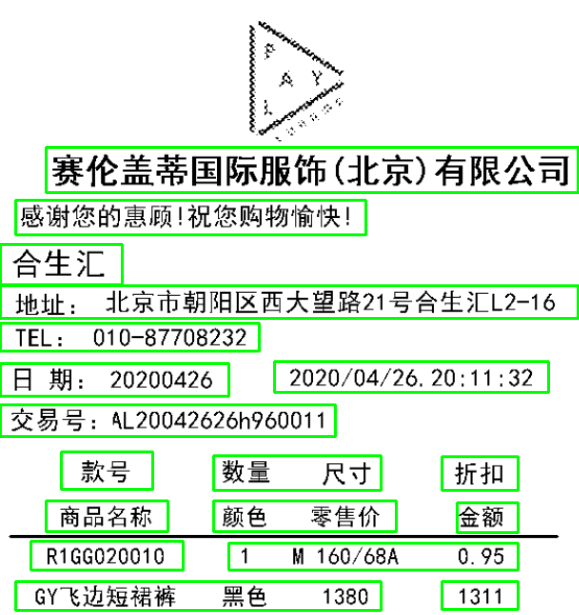 PLAY
赛伦盖蒂国际服饰(北京)有限公司
感谢您的惠顾!祝您购物愉快!
合生汇
地址: 北京市朝阳区西大望路21号合生汇L2-16
TEL: 010-87708232
日 期: 20200426 2020/04/26.20:11:32
交易号:AL20042626h960011
款号 数量 尺寸 折扣
商品名称 颜色 零售价 金额
R1GG020010 1 M 160/68A 0.95
GY飞边短裙裤 黑色 1380 1311